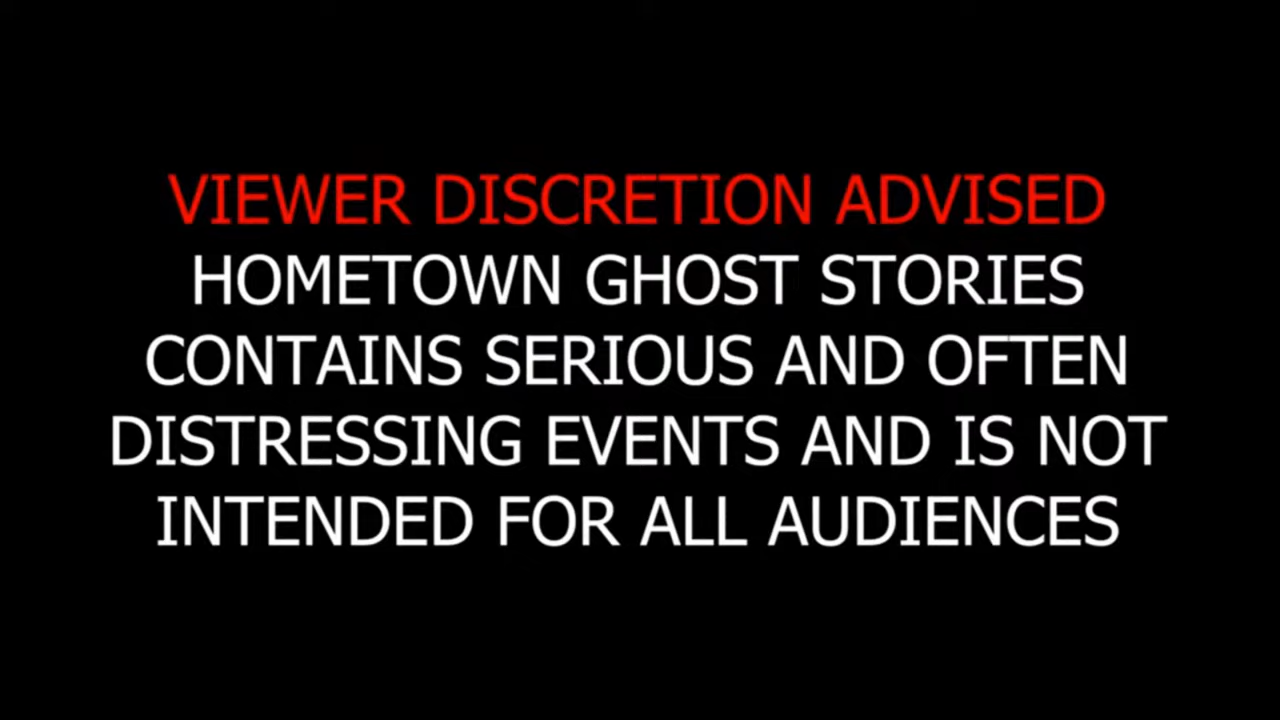 VIEWER DISCRETION ADVISED
HOMETOWN GHOST STORIES
CONTAINS SERIOUS AND OFTEN
DISTRESSING EVENTS AND IS NOT
INTENDED FOR ALL AUDIENCES